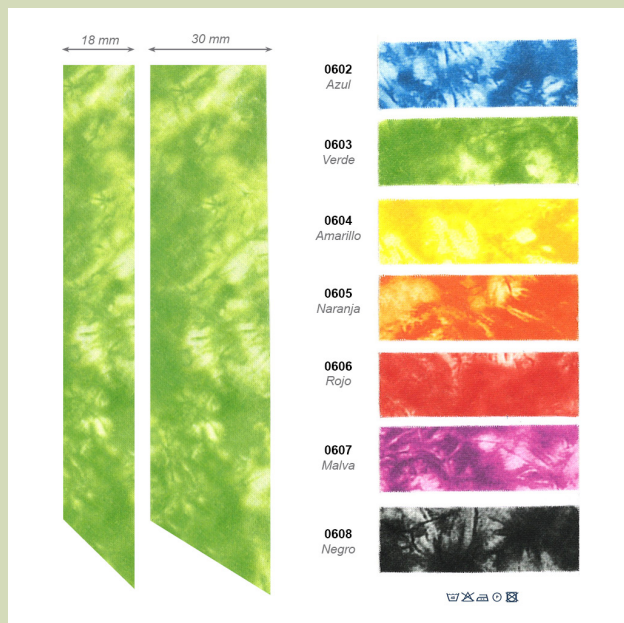 18 mm
30 mm
0602
Azul
0603
Verde
0604
Amarillo
0605
Naranja
0606
Rojo
0607
Malva
0608
Negro